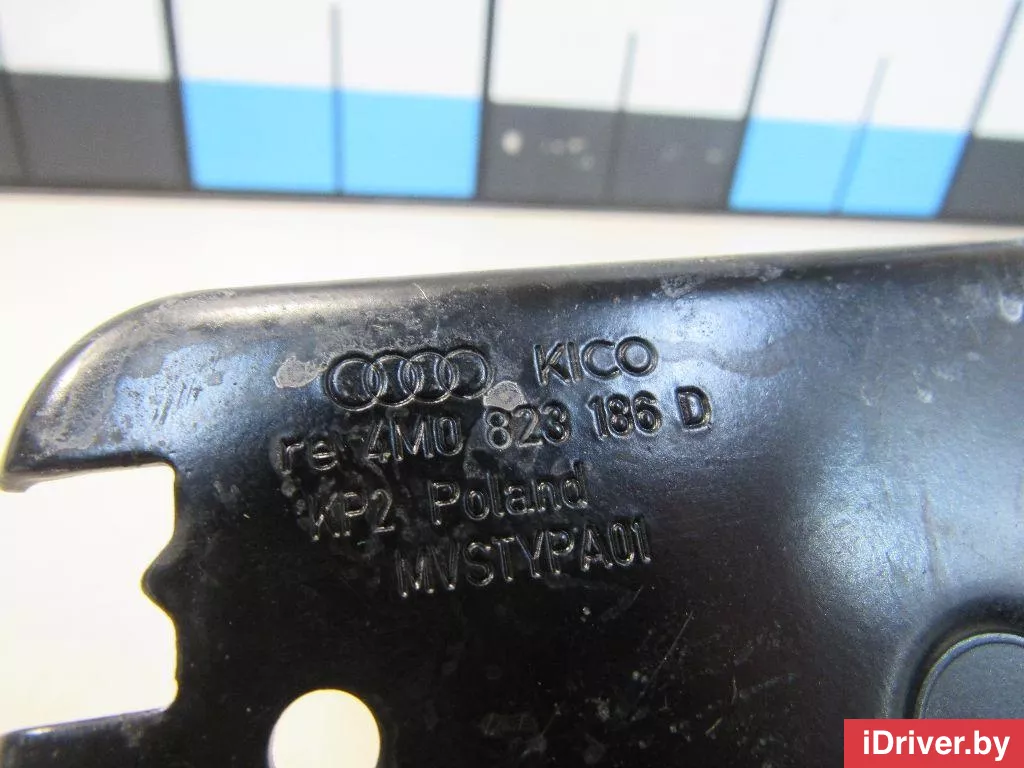 KICO
re 4M0 823 186 D
KP2 Poland
MVSTYPA01
iDriver.by